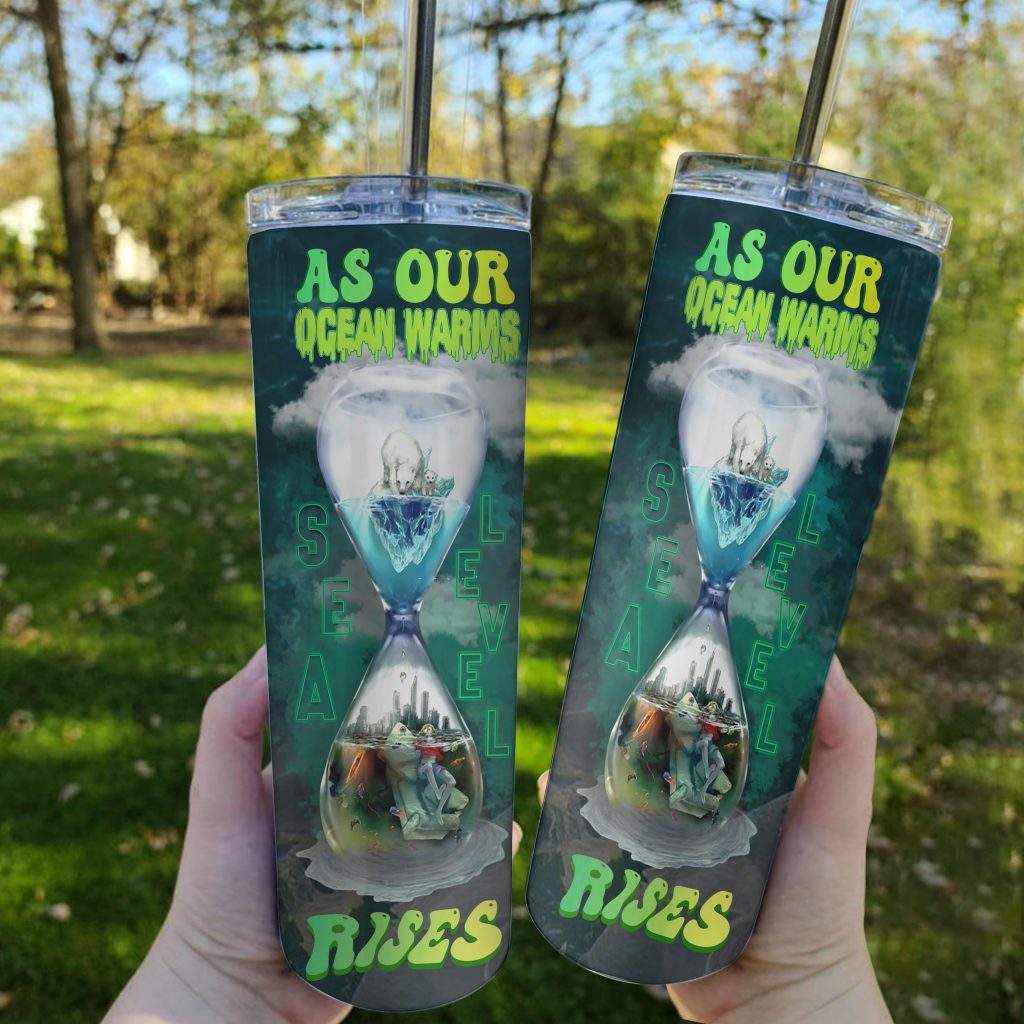 AS OUR
OCEAN WARMS
SEA
LEVEL
RISES
AS OUR
OCEAN WARMS
SEA
LEVEL
RISES